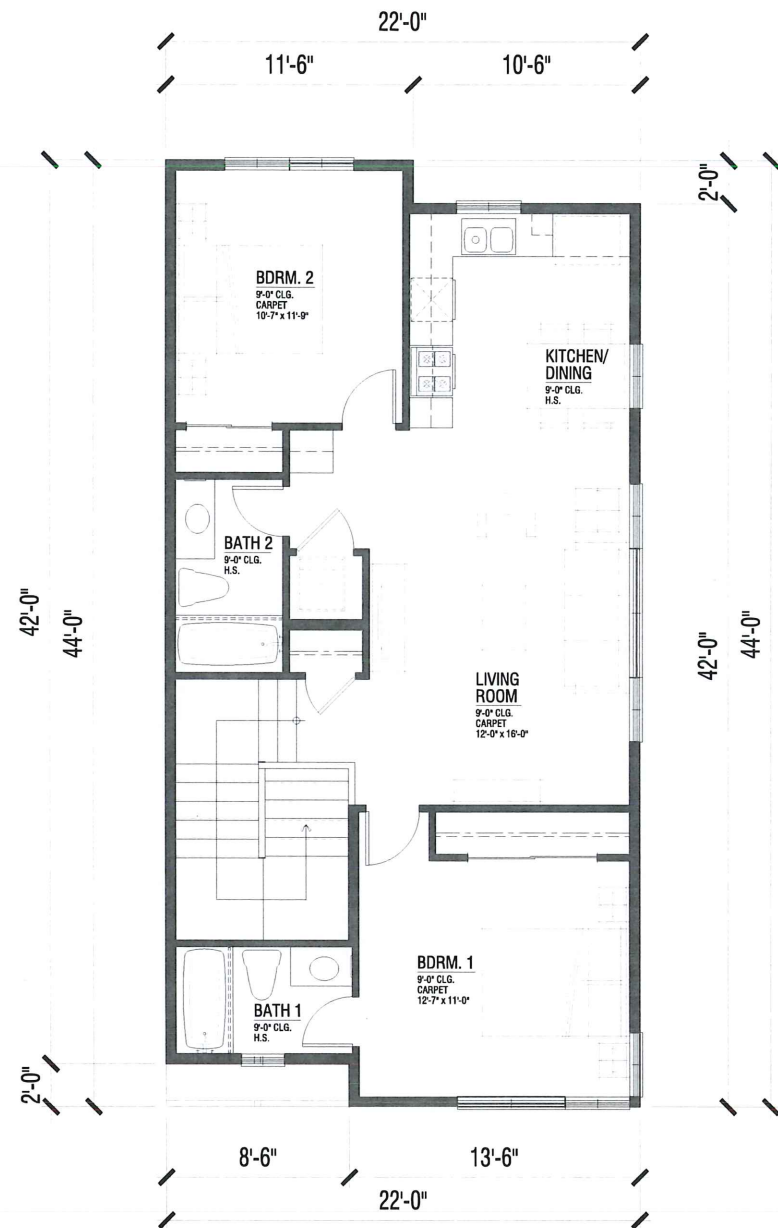 22'-0"
11'-6"
10'-6"
2'-0"
BDRM. 2
9'-0" CLG.
CARPET
10'-7" x 11'-9"
KITCHEN/
DINING
9'-0" CLG.
H.S.
BATH 2
9'-0" CLG.
H.S.
42'-0"
44'-0"
42'-0"
44'-0"
LIVING
ROOM
9'-0" CLG.
CARPET
12'-0" x 16'-0"
BDRM. 1
9'-0" CLG.
CARPET
12'-7" x 11'-0"
BATH 1
9'-0" CLG.
H.S.
2'-0"
8'-6"
13'-6"
22'-0"